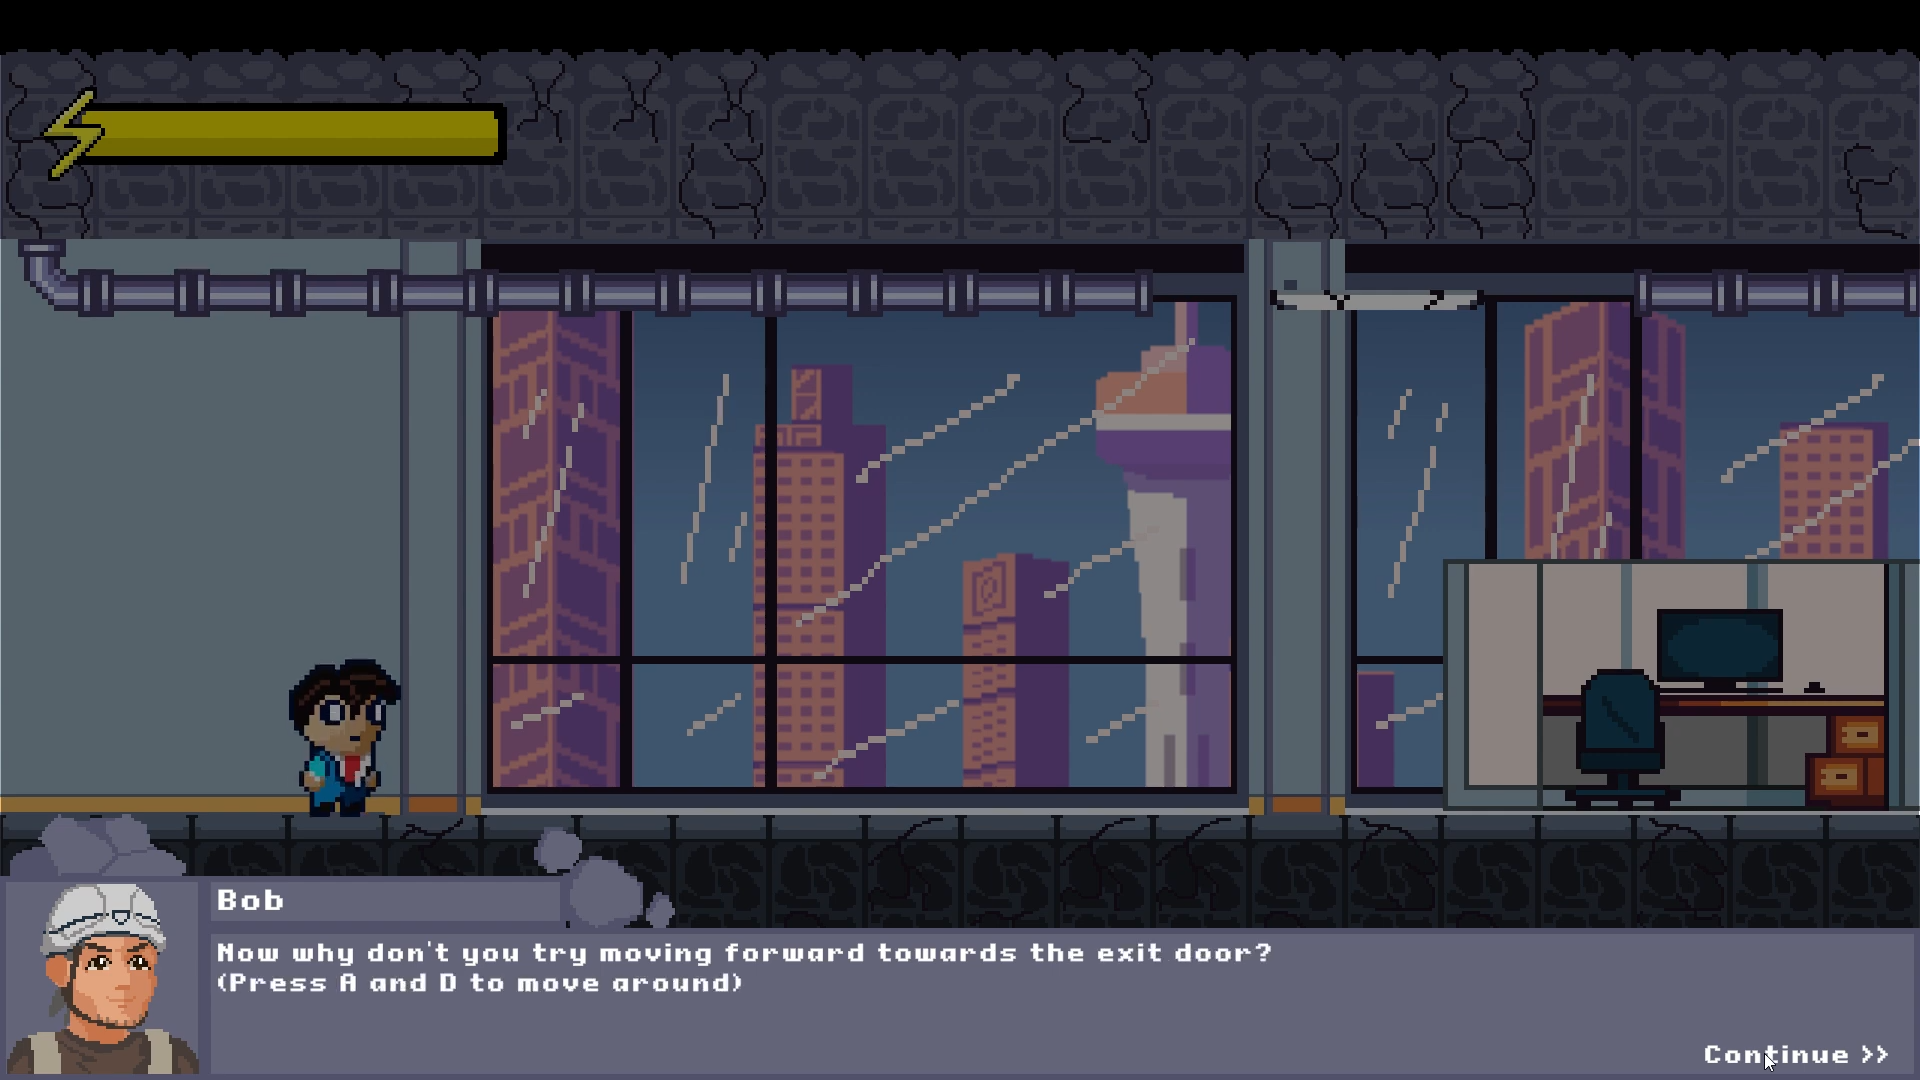 Bob
Now why don't you try moving forward towards the exit door?
(Press A and D to move around)
Continue >>